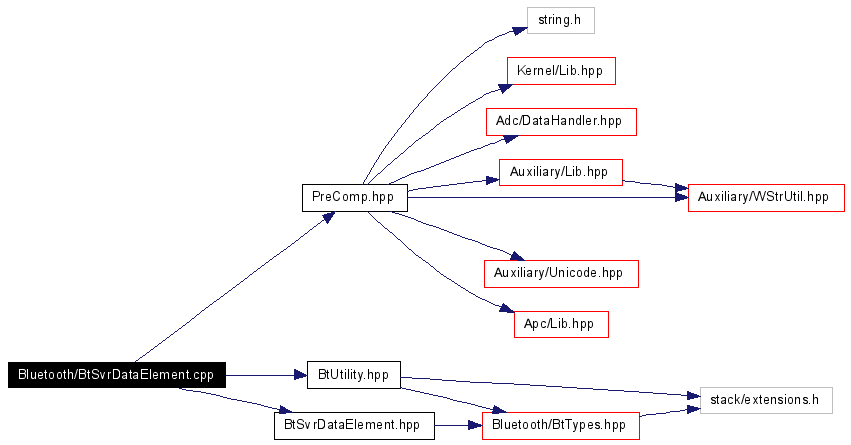 string.h
Kernel/Lib.hpp
Adc/DataHandler.hpp
Auxiliary/Lib.hpp
PreComp.hpp
Auxiliary/WStrUtil.hpp
Auxiliary/Unicode.hpp
Apc/Lib.hpp
Bluetooth/BtSvrDataElement.cpp
BtUtility.hpp
stack/extensions.h
BtSvrDataElement.hpp
Bluetooth/BtTypes.hpp